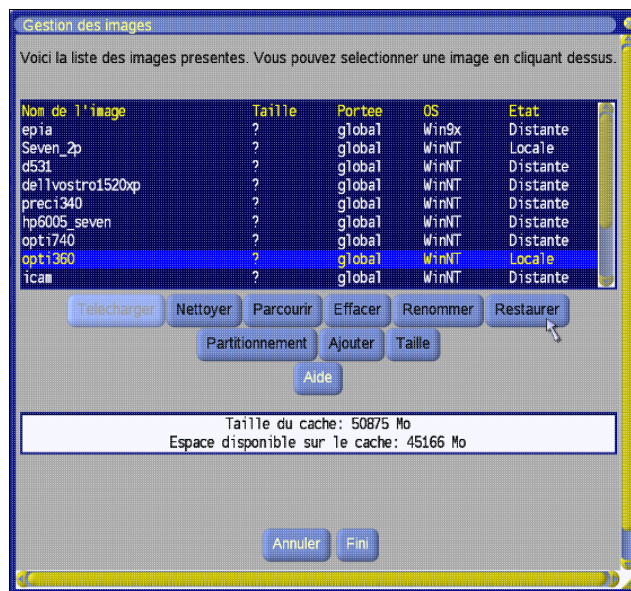 Gestion des images
Voici la liste des images presentes. Vous pouvez selectionner une image en cliquant dessus.
Nom de l'image Taille Portee OS Etat
epia ? global Win9x Distante
Seven_2p ? global WinNT Locale
d531 ? global WinNT Distante
dellvostro1520xp ? global WinNT Distante
preci340 ? global WinNT Distante
hp6005_seven ? global WinNT Distante
opti740 ? global WinNT Distante
opti360 ? global WinNT Locale
icam ? global WinNT Distante
Telecharger Nettoyer Parcourir Effacer Renommer Restaurer
Partitionnement Ajouter Taille
Aide
Taille du cache: 50875 Mo
Espace disponible sur le cache: 45166 Mo
Annuler Fini